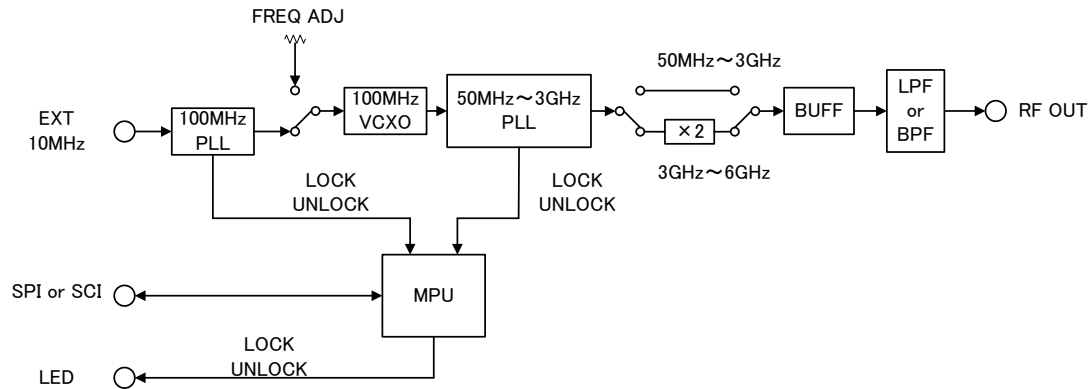 FREQ ADJ
50MHz～3GHz
EXT
10MHz
100MHz
PLL
100MHz
VCXO
50MHz～3GHz
PLL
×2
BUFF
LPF
or
BPF
RF OUT
3GHz～6GHz
LOCK
UNLOCK
LOCK
UNLOCK
SPI or SCI
MPU
LOCK
UNLOCK
LED